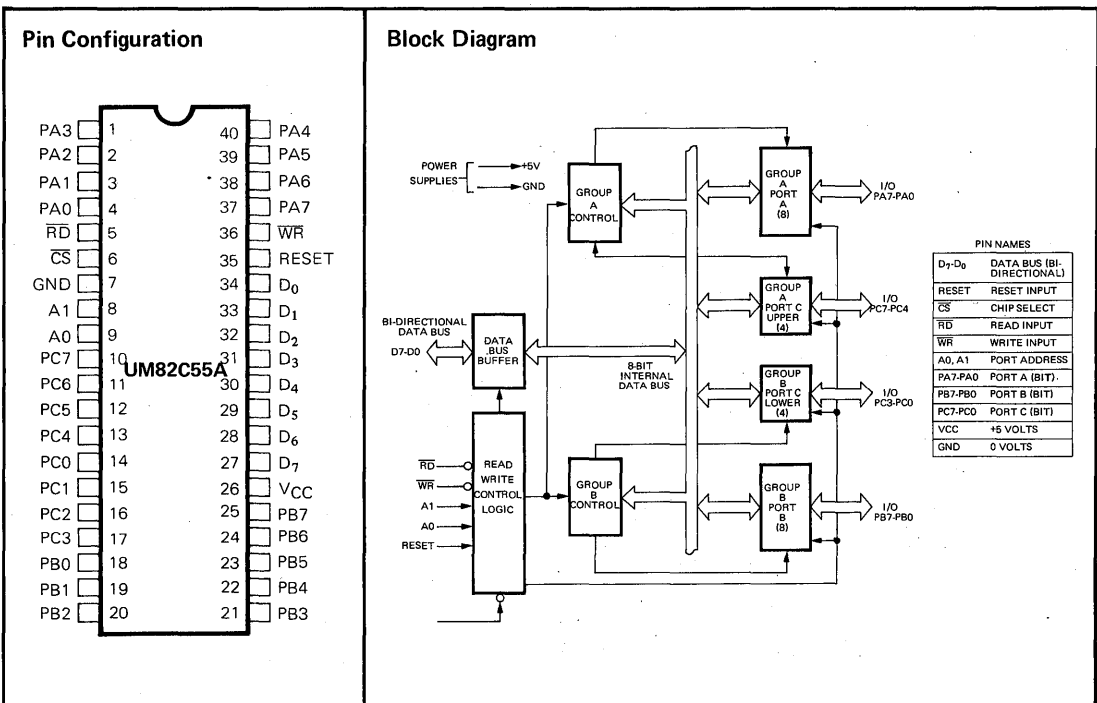 Pin Configuration
PA3 1
PA2 2
PA1 3
PA0 4
RD 5
CS 6
GND 7
A1 8
A0 9
PC7 10
PC6 11
PC5 12
PC4 13
PC0 14
PC1 15
PC2 16
PC3 17
PB0 18
PB1 19
PB2 20
UM82C55A
40 PA4
39 PA5
38 PA6
37 PA7
36 WR
35 RESET
34 D0
33 D1
32 D2
31 D3
30 D4
29 D5
28 D6
27 D7
26 VCC
25 PB7
24 PB6
23 PB5
22 PB4
21 PB3
Block Diagram
POWER
SUPPLIES
+5V
GND
GROUP
A
CONTROL
GROUP
A
PORT
A
(8)
I/O
PA7-PA0
GROUP
A
PORT C
UPPER
(4)
I/O
PC7-PC4
BI-DIRECTIONAL
DATA BUS
D7-D0
DATA
BUS
BUFFER
8-BIT
INTERNAL
DATA BUS
GROUP
B
PORT C
LOWER
(4)
I/O
PC3-PC0
RD
WR
A1
A0
RESET
READ
WRITE
CONTROL
LOGIC
GROUP
B
CONTROL
GROUP
B
PORT
B
(8)
I/O
PB7-PB0
PIN NAMES
D7-D0 DATA BUS (BI-
DIRECTIONAL)
RESET RESET INPUT
CS CHIP SELECT
RD READ INPUT
WR WRITE INPUT
A0, A1 PORT ADDRESS
PA7-PA0 PORT A (BIT)
PB7-PB0 PORT B (BIT)
PC7-PC0 PORT C (BIT)
VCC +5 VOLTS
GND 0 VOLTS